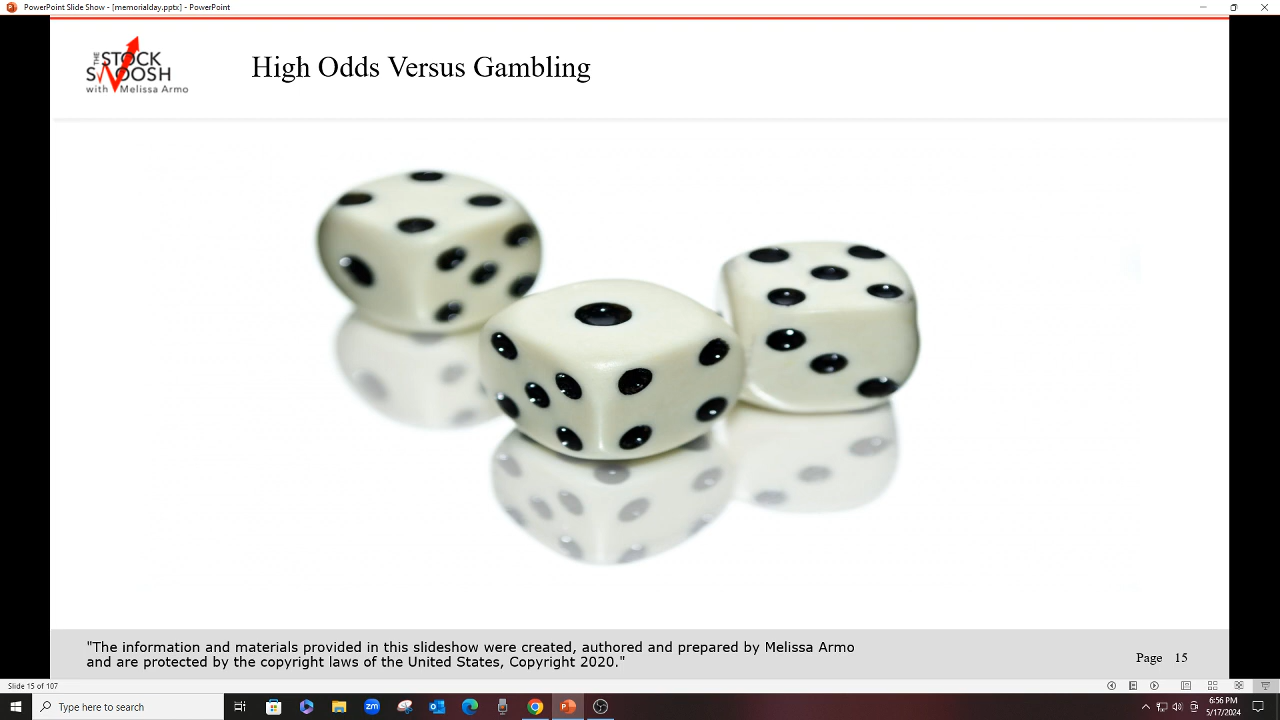 PowerPoint Slide Show - [memorialday.pptx] - PowerPoint
THE
STOCK
SWOOSH
with Melissa Armo
High Odds Versus Gambling
"The information and materials provided in this slideshow were created, authored and prepared by Melissa Armo
and are protected by the copyright laws of the United States, Copyright 2020."
Page 15
Slide 15 of 107
Type here to search
zm
6:56 PM
5/17/2024